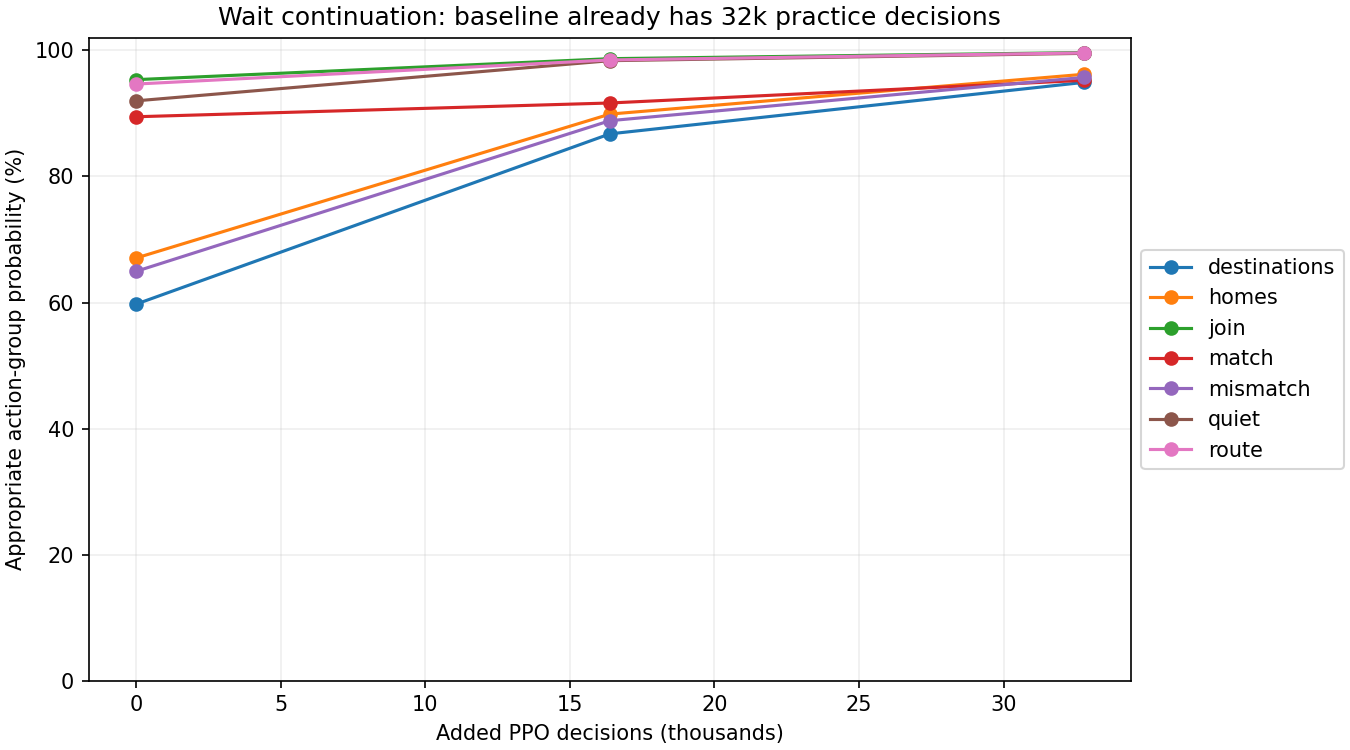 Wait continuation: baseline already has 32k practice decisions
Appropriate action-group probability (%)
100
80
60
40
20
0
0 5 10 15 20 25 30
Added PPO decisions (thousands)
destinations
homes
join
match
mismatch
quiet
route